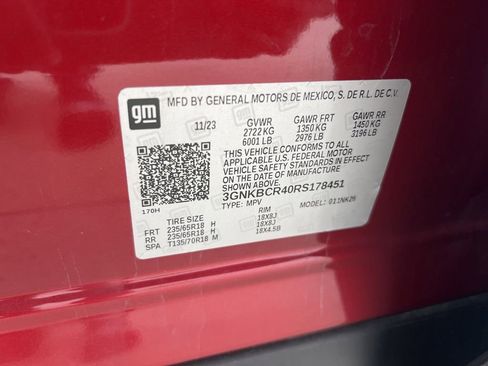 gm
MFD BY GENERAL MOTORS DE MEXICO, S. DE R.L. DE C.V.
11/23 GVWR GAWR FRT GAWR RR
2722 KG 1350 KG 1450 KG
6001 LB 2976 LB 3196 LB
THIS VEHICLE CONFORMS TO ALL
APPLICABLE U.S. FEDERAL MOTOR
VEHICLE SAFETY STANDARDS IN
EFFECT ON THE DATE OF
MANUFACTURE SHOWN ABOVE.
3GNKBCR40RS178451
TYPE: MPV MODEL: 011NK26
170H
TIRE SIZE RIM
FRT 235/65R18 H 18X8J
RR 235/65R18 H 18X8J
SPA T135/70R18 M 18X4.5B